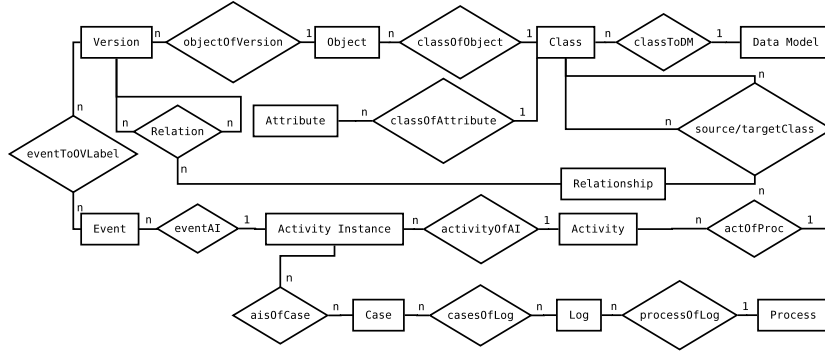 Version n objectOfVersion 1 Object n classOfObject 1 Class n classToDM 1 Data Model
n n
Attribute n classOfAttribute 1
n Relation n n source/targetClass
eventToOVLabel
n Relationship
n n
Event n eventAI 1 Activity Instance n activityOfAI 1 Activity n actOfProc 1
n
aisOfCase n Case n casesOfLog n Log n processOfLog 1 Process